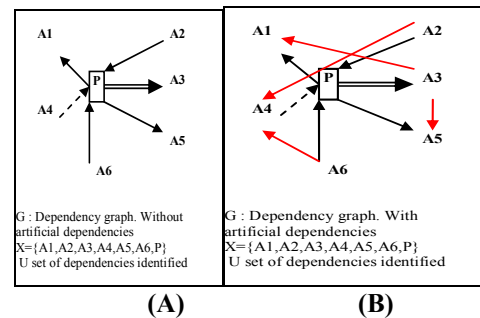 A1
A2
P
A3
A4
A5
A6
G : Dependency graph. Without
artificial dependencies
X={A1,A2,A3,A4,A5,A6,P}
U set of dependencies identified
(A)
A1
A2
P
A3
A4
A5
A6
G : Dependency graph. With
artificial dependencies
X={A1,A2,A3,A4,A5,A6,P}
U set of dependencies identified
(B)